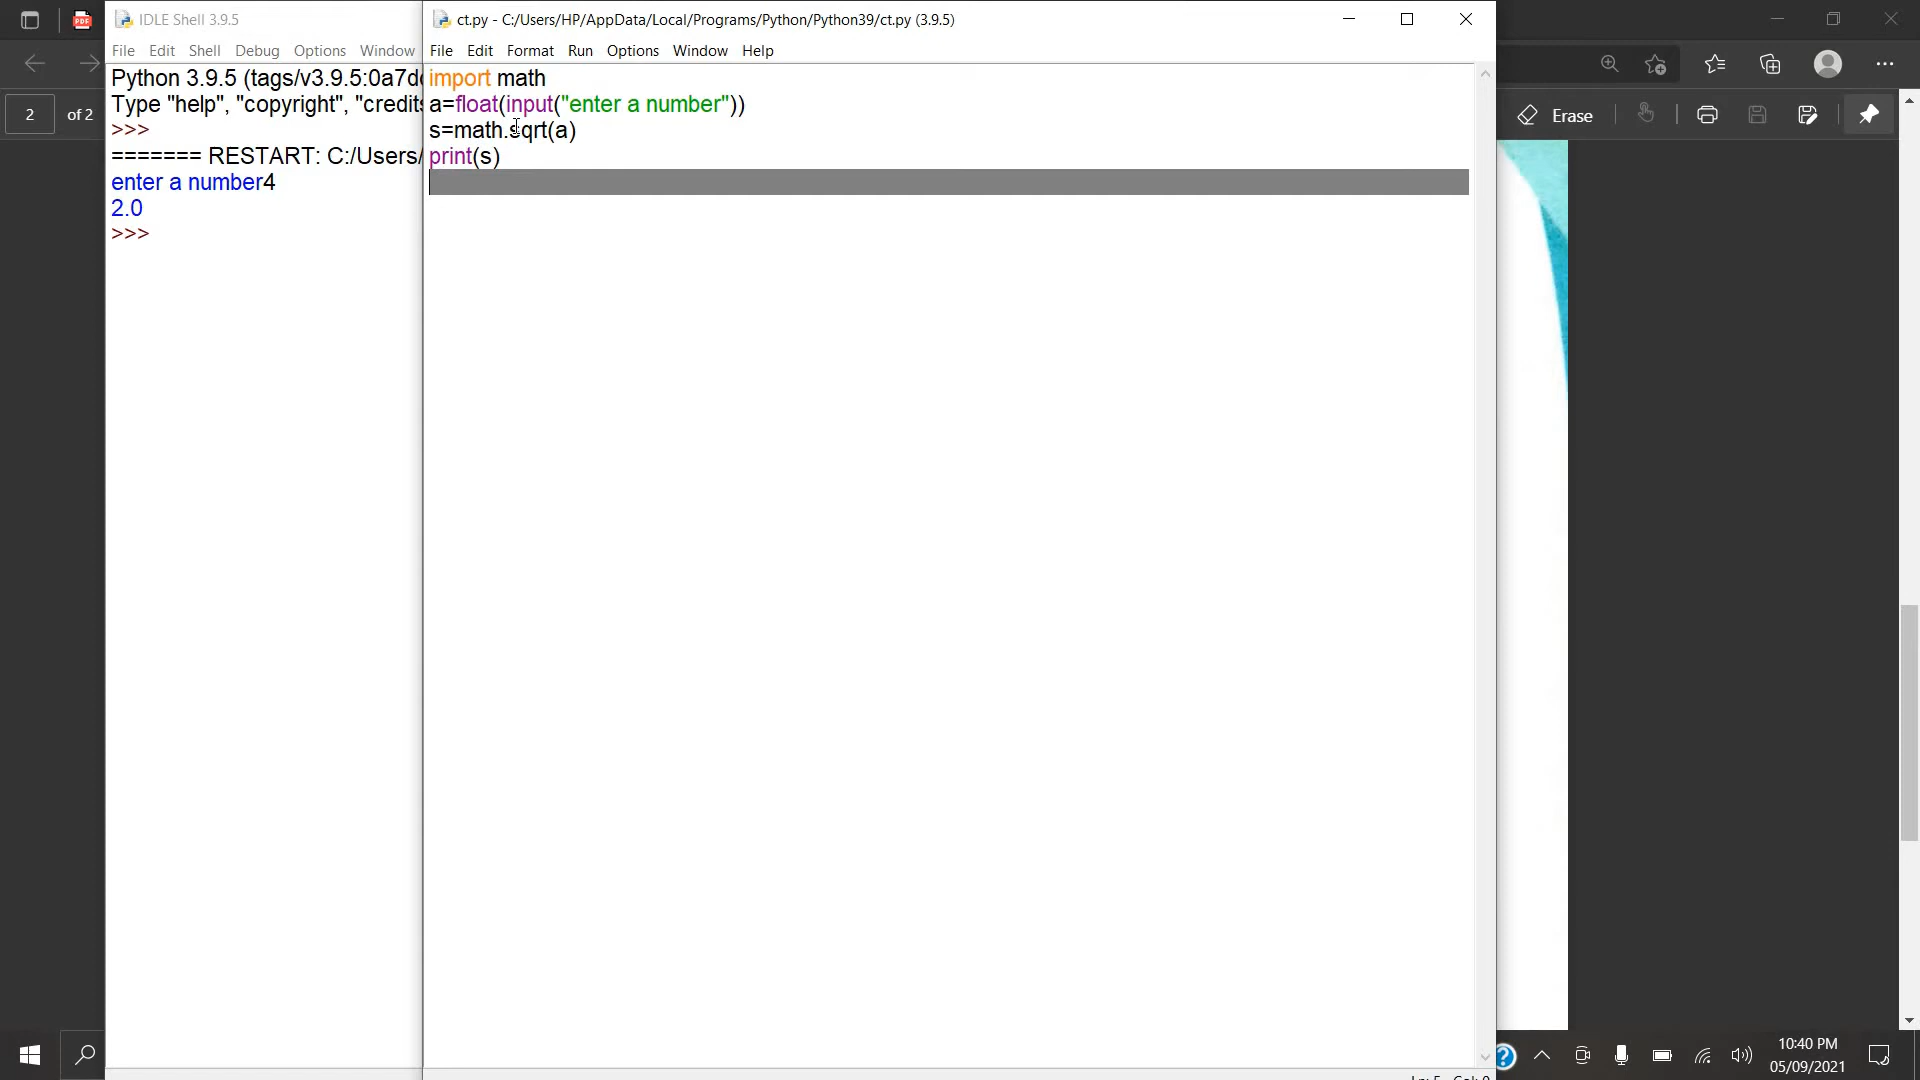 IDLE Shell 3.9.5
File Edit Shell Debug Options Window
Python 3.9.5 (tags/v3.9.5:0a7d
Type "help", "copyright", "credits
>>>
======= RESTART: C:/Users/
enter a number4
2.0
>>>
ct.py - C:/Users/HP/AppData/Local/Programs/Python/Python39/ct.py (3.9.5)
File Edit Format Run Options Window Help
import math
a=float(input("enter a number"))
s=math.sqrt(a)
print(s)
PDF
2 of 2
Erase
10:40 PM
05/09/2021